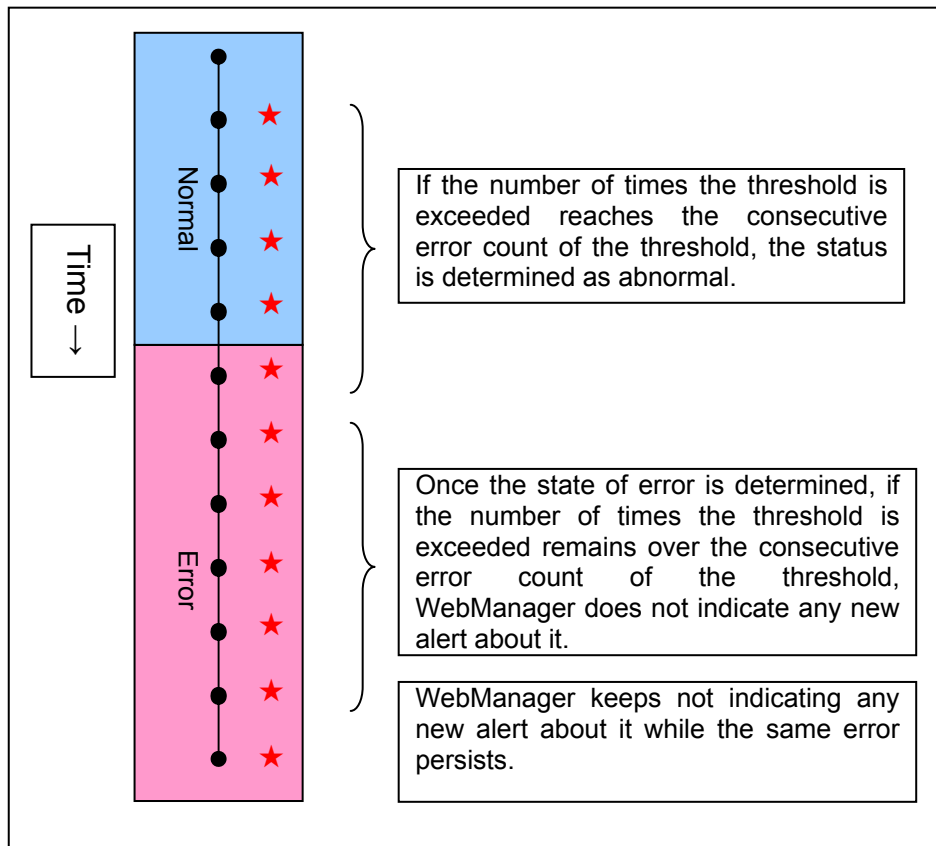 Normal
If the number of times the threshold is
exceeded reaches the consecutive
error count of the threshold, the status
is determined as abnormal.
Time →
Once the state of error is determined, if
the number of times the threshold is
exceeded remains over the consecutive
error count of the threshold,
WebManager does not indicate any new
alert about it.
Error
WebManager keeps not indicating any
new alert about it while the same error
persists.